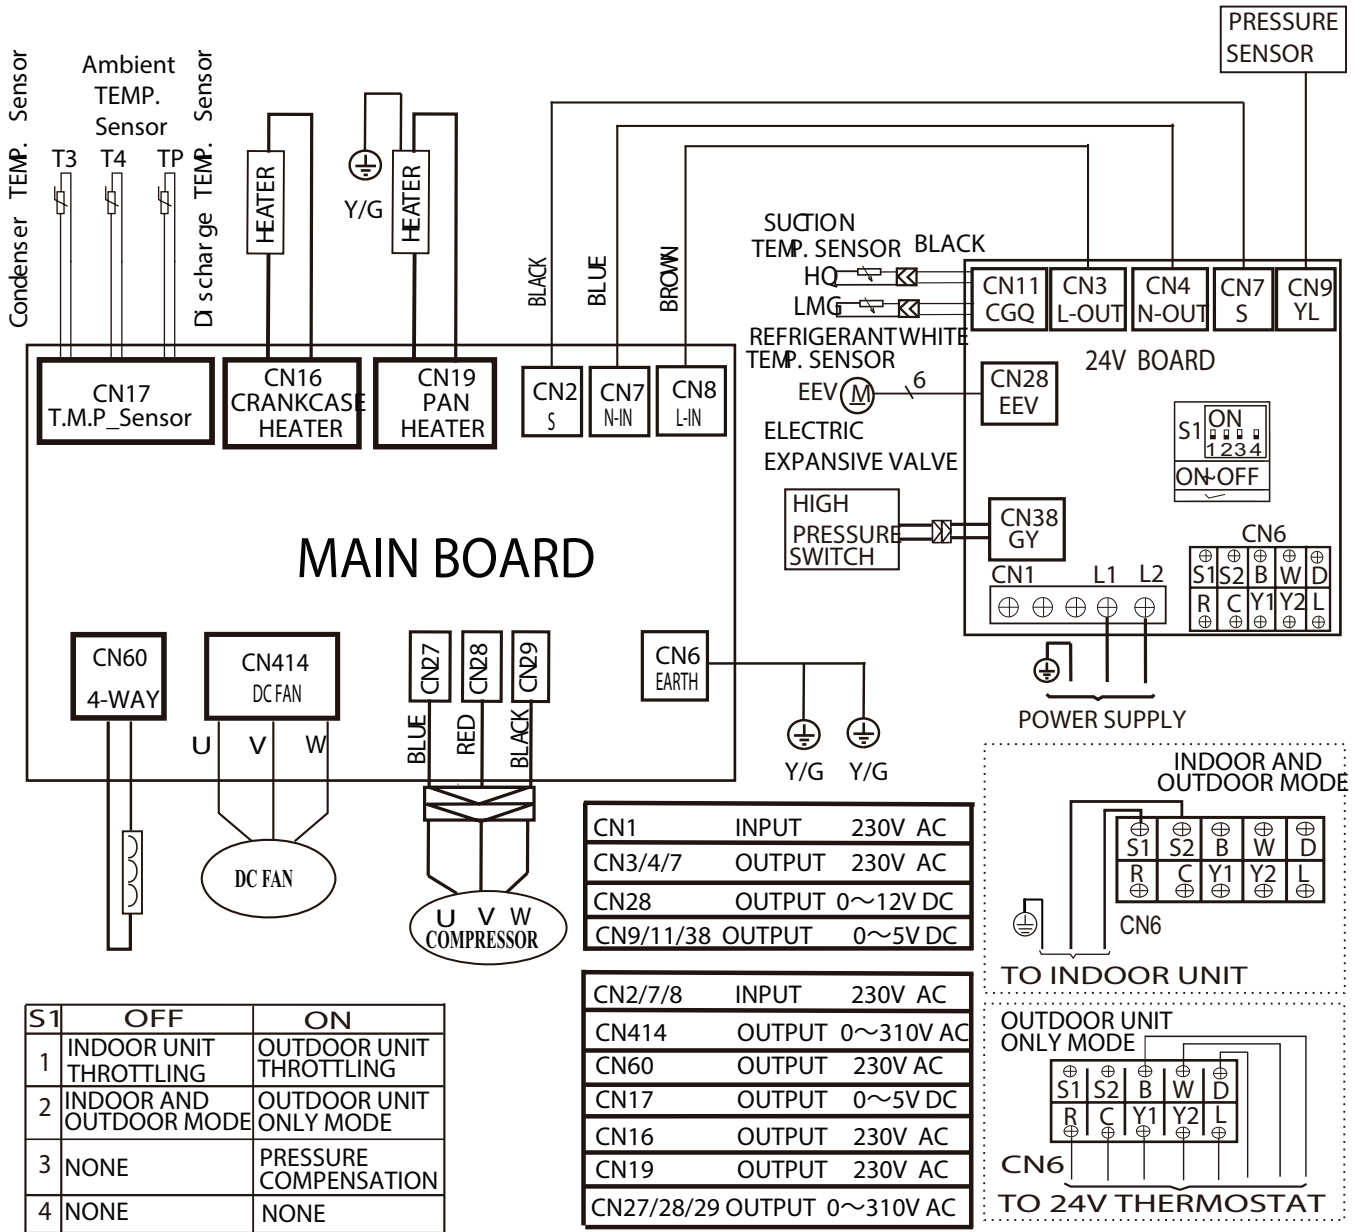 PRESSURE
SENSOR
Condenser TEMP. Sensor
Ambient
TEMP.
Sensor
Discharge TEMP. Sensor
T3
T4
TP
HEATER
Y/G
HEATER
BLACK
BLUE
BROWN
SUCTION
TEMP. SENSOR
BLACK
HQ
LMG
REFRIGERANT WHITE
TEMP. SENSOR
EEV
M
6
ELECTRIC
EXPANSIVE VALVE
HIGH
PRESSURE
SWITCH
CN11
CGQ
CN3
L-OUT
CN4
N-OUT
CN7
S
CN9
YL
24V BOARD
CN28
EEV
S1
ON
1234
ON OFF
CN38
GY
CN6
S1 S2 B W D
R C Y1 Y2 L
CN1
L1
L2
POWER SUPPLY
CN17
T.M.P_Sensor
CN16
CRANKCASE
HEATER
CN19
PAN
HEATER
CN2
S
CN7
N-IN
CN8
L-IN
MAIN BOARD
CN60
4-WAY
CN414
DC FAN
CN27
CN28
CN29
CN6
EARTH
U
V
W
BLUE
RED
BLACK
Y/G
Y/G
DC FAN
U V W
COMPRESSOR
CN1 INPUT 230V AC
CN3/4/7 OUTPUT 230V AC
CN28 OUTPUT 0~12V DC
CN9/11/38 OUTPUT 0~5V DC
CN2/7/8 INPUT 230V AC
CN414 OUTPUT 0~310V AC
CN60 OUTPUT 230V AC
CN17 OUTPUT 0~5V DC
CN16 OUTPUT 230V AC
CN19 OUTPUT 230V AC
CN27/28/29 OUTPUT 0~310V AC
INDOOR AND
OUTDOOR MODE
S1 S2 B W D
R C Y1 Y2 L
CN6
TO INDOOR UNIT
OUTDOOR UNIT
ONLY MODE
S1 S2 B W D
R C Y1 Y2 L
CN6
TO 24V THERMOSTAT
S1 OFF ON
1
INDOOR UNIT
THROTTLING
OUTDOOR UNIT
THROTTLING
2
INDOOR AND
OUTDOOR MODE
OUTDOOR UNIT
ONLY MODE
3
NONE
PRESSURE
COMPENSATION
4 NONE NONE